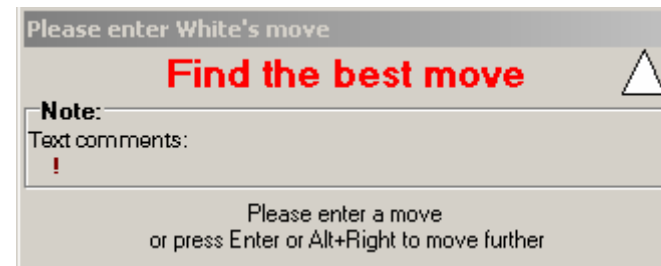 Please enter White's move
Find the best move
Note:
Text comments:
!
Please enter a move
or press Enter or Alt+Right to move further